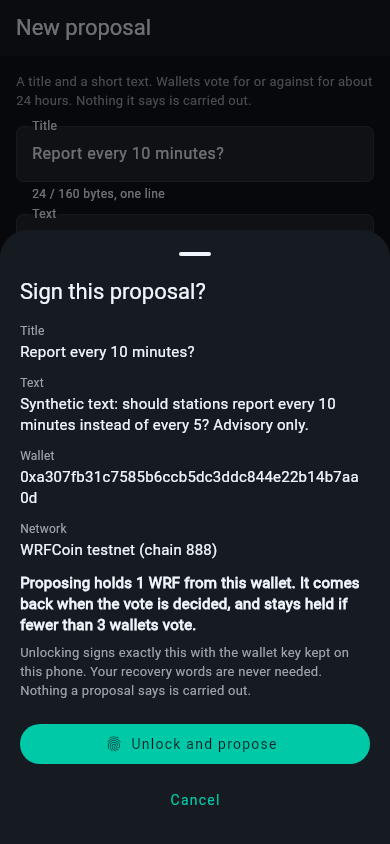 New proposal
A title and a short text. Wallets vote for or against for about
24 hours. Nothing it says is carried out.
Title
Report every 10 minutes?
24 / 160 bytes, one line
Text
Sign this proposal?
Title
Report every 10 minutes?
Text
Synthetic text: should stations report every 10
minutes instead of every 5? Advisory only.
Wallet
0xa307fb31c7585b6ccb5dc3ddc844e22b14b7aa
0d
Network
WRFCoin testnet (chain 888)
Proposing holds 1 WRF from this wallet. It comes
back when the vote is decided, and stays held if
fewer than 3 wallets vote.
Unlocking signs exactly this with the wallet key kept on
this phone. Your recovery words are never needed.
Nothing a proposal says is carried out.
Unlock and propose
Cancel